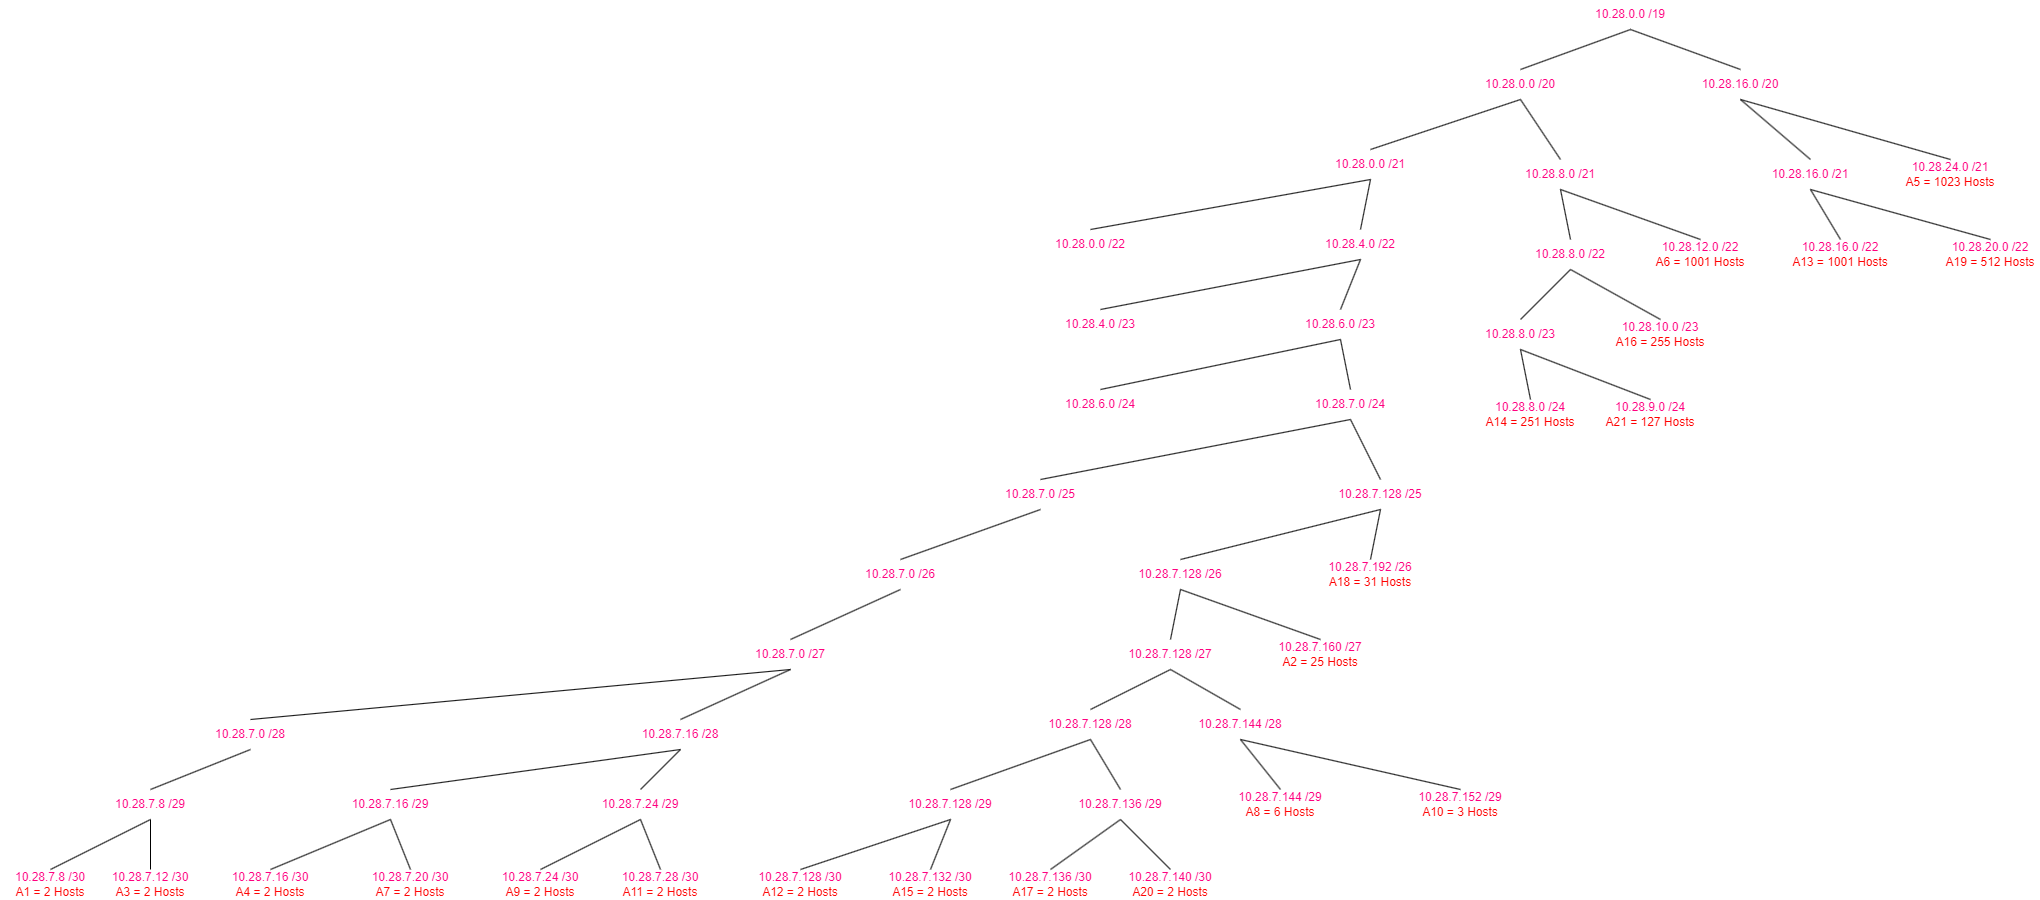 10.28.0.0 /19
10.28.0.0 /20
10.28.16.0 /20
10.28.0.0 /21
10.28.8.0 /21
10.28.16.0 /21
10.28.24.0 /21
A5 = 1023 Hosts
10.28.0.0 /22
10.28.4.0 /22
10.28.8.0 /22
10.28.12.0 /22
A6 = 1001 Hosts
10.28.16.0 /22
A13 = 1001 Hosts
10.28.20.0 /22
A19 = 512 Hosts
10.28.4.0 /23
10.28.6.0 /23
10.28.8.0 /23
10.28.10.0 /23
A16 = 255 Hosts
10.28.6.0 /24
10.28.7.0 /24
10.28.8.0 /24
A14 = 251 Hosts
10.28.9.0 /24
A21 = 127 Hosts
10.28.7.0 /25
10.28.7.128 /25
10.28.7.0 /26
10.28.7.128 /26
10.28.7.192 /26
A18 = 31 Hosts
10.28.7.0 /27
10.28.7.128 /27
10.28.7.160 /27
A2 = 25 Hosts
10.28.7.0 /28
10.28.7.16 /28
10.28.7.128 /28
10.28.7.144 /28
10.28.7.8 /29
10.28.7.16 /29
10.28.7.24 /29
10.28.7.128 /29
10.28.7.136 /29
10.28.7.144 /29
A8 = 6 Hosts
10.28.7.152 /29
A10 = 3 Hosts
10.28.7.8 /30
A1 = 2 Hosts
10.28.7.12 /30
A3 = 2 Hosts
10.28.7.16 /30
A4 = 2 Hosts
10.28.7.20 /30
A7 = 2 Hosts
10.28.7.24 /30
A9 = 2 Hosts
10.28.7.28 /30
A11 = 2 Hosts
10.28.7.128 /30
A12 = 2 Hosts
10.28.7.132 /30
A15 = 2 Hosts
10.28.7.136 /30
A17 = 2 Hosts
10.28.7.140 /30
A20 = 2 Hosts